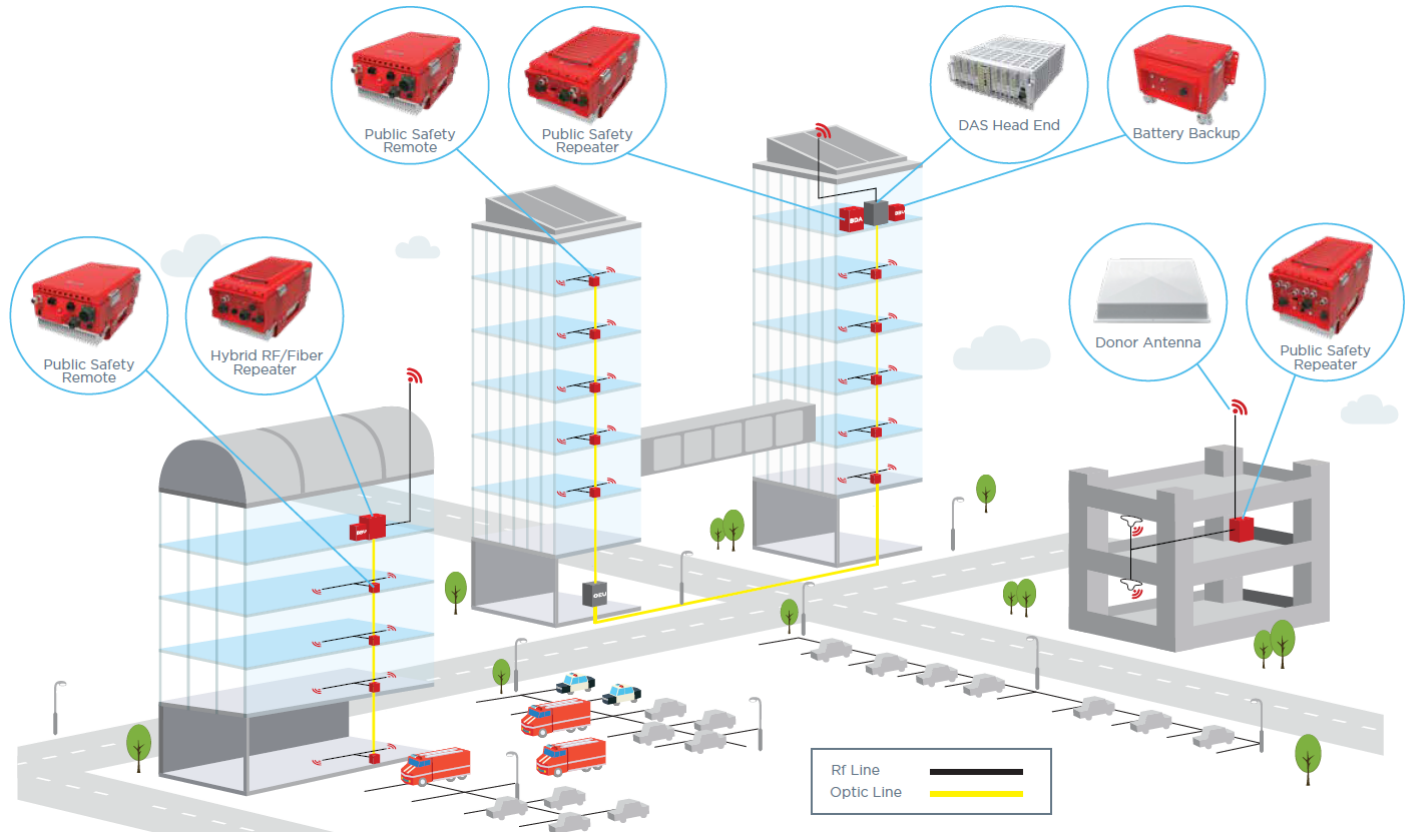 Public Safety
Remote
Public Safety
Repeater
DAS Head End
Battery Backup
Public Safety
Remote
Hybrid RF/Fiber
Repeater
Donor Antenna
Public Safety
Repeater
BDA
Rf Line
Optic Line